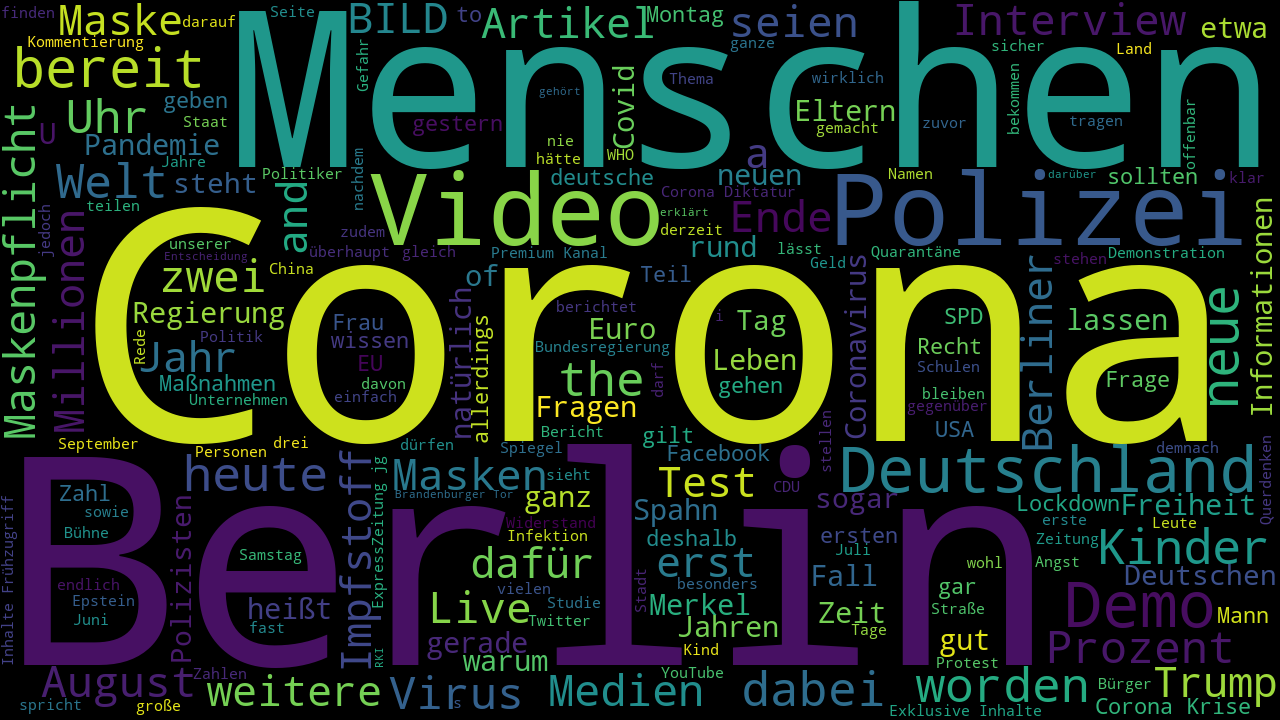 finden
Maske
darauf
Seite
BILD
to
Artikel
Montag
seien
Interview
etwa
Kommentierung
Menschen
ganze
sicher
Land
bereit
Gefahr
Thema
wirklich
geben
gehört
Covid
Eltern
bekommen
Uhr
Staat
gestern
gemacht
zuvor
tragen
offenbar
U
Pandemie
nie
hätte
WHO
a
Maskenpflicht
Jahre
Politiker
nachdem
deutsche
neuen
Namen
darüber
sollten
klar
Welt
steht
and
Video
Corona Diktatur
Polizei
teilen
erklärt
derzeit
Ende
Informationen
jedoch
Millionen
zudem
unserer
Entscheidung
überhaupt
gleich
Premium Kanal
rund
lässt
Geld
Quarantäne
stehen
Demonstration
Corona
zwei
China
of
Teil
Coronavirus
Berliner
neue
Regierung
Rede
Frau
wissen
natürlich
berichtet
Euro
i
Tag
SPD
lassen
Politik
allerdings
Jahr
EU
Bundesregierung
Leben
Recht
Schulen
Frage
Maßnahmen
davon
the
darf
gehen
Unternehmen
einfach
Fragen
bleiben
gegenüber
September
Personen
drei
dürfen
Bericht
gilt
USA
Spiegel
Facebook
stellen
demnach
Berlin
heute
Impfstoff
ExpressZeitung jg
Masken
sieht
Test
CDU
Deutschland
Querdenken
Zahl
sowie
Brandenburger Tor
ganz
Spahn
sogar
Lockdown
Freiheit
Bühne
Polizisten
Widerstand
Infektion
deshalb
ersten
erste
Leute
Inhalte Frühzugriff
Samstag
dafür
erst
Juli
Zeitung
Kinder
endlich
vielen
besonders
Fall
wohl
Angst
Deutschen
Epstein
heißt
Live
Studie
Stadt
Merkel
Zeit
gar
Demo
Juni
fast
Twitter
Jahren
Tage
Straße
Mann
gerade
Kind
gut
Prozent
RKI
warum
Protest
August
Zahlen
YouTube
Bürger
Trump
spricht
große
weitere
Virus
s
Medien
dabei
worden
Exklusive Inhalte
Corona Krise